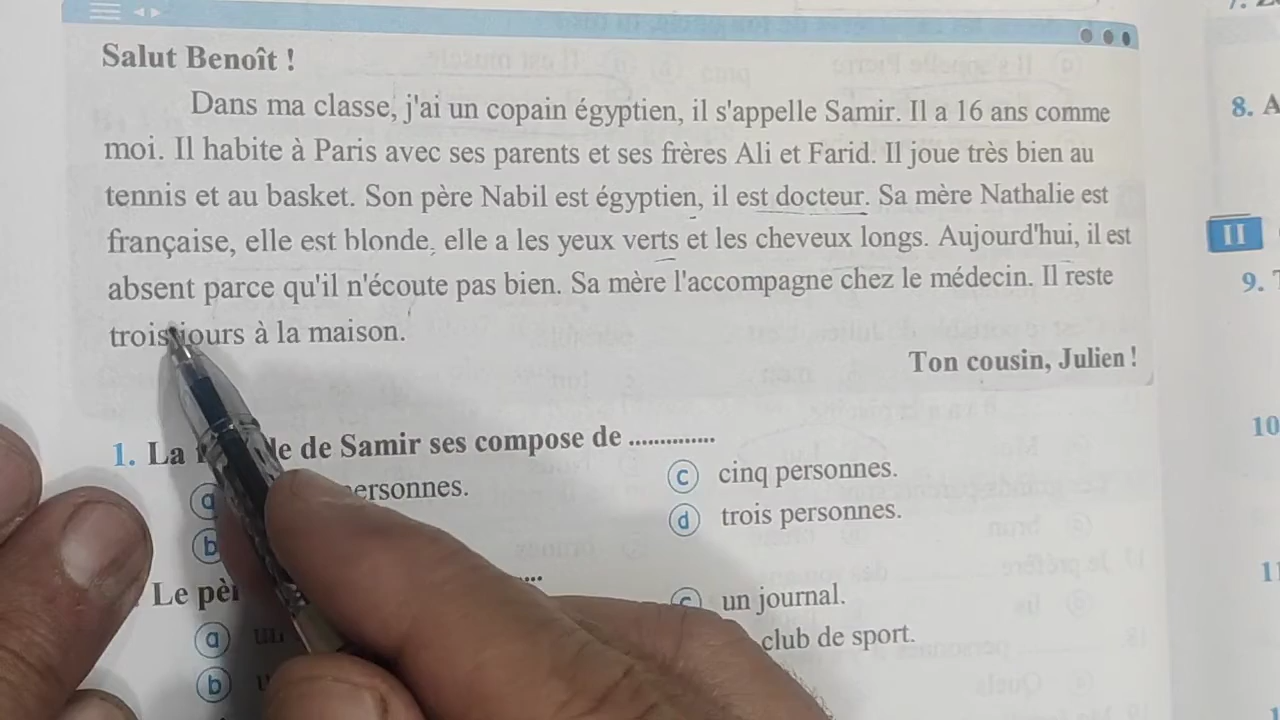 Salut Benoît !
Dans ma classe, j'ai un copain égyptien, il s'appelle Samir. Il a 16 ans comme
moi. Il habite à Paris avec ses parents et ses frères Ali et Farid. Il joue très bien au
tennis et au basket. Son père Nabil est égyptien, il est docteur. Sa mère Nathalie est
française, elle est blonde, elle a les yeux verts et les cheveux longs. Aujourd'hui, il est
absent parce qu'il n'écoute pas bien. Sa mère l'accompagne chez le médecin. Il reste
trois jours à la maison.
Ton cousin, Julien !
1. La de Samir ses compose de ..............
a
b
c cinq personnes.
d trois personnes.
Le
a
b
c un journal.
club de sport.
8. A
II
9.
10
11